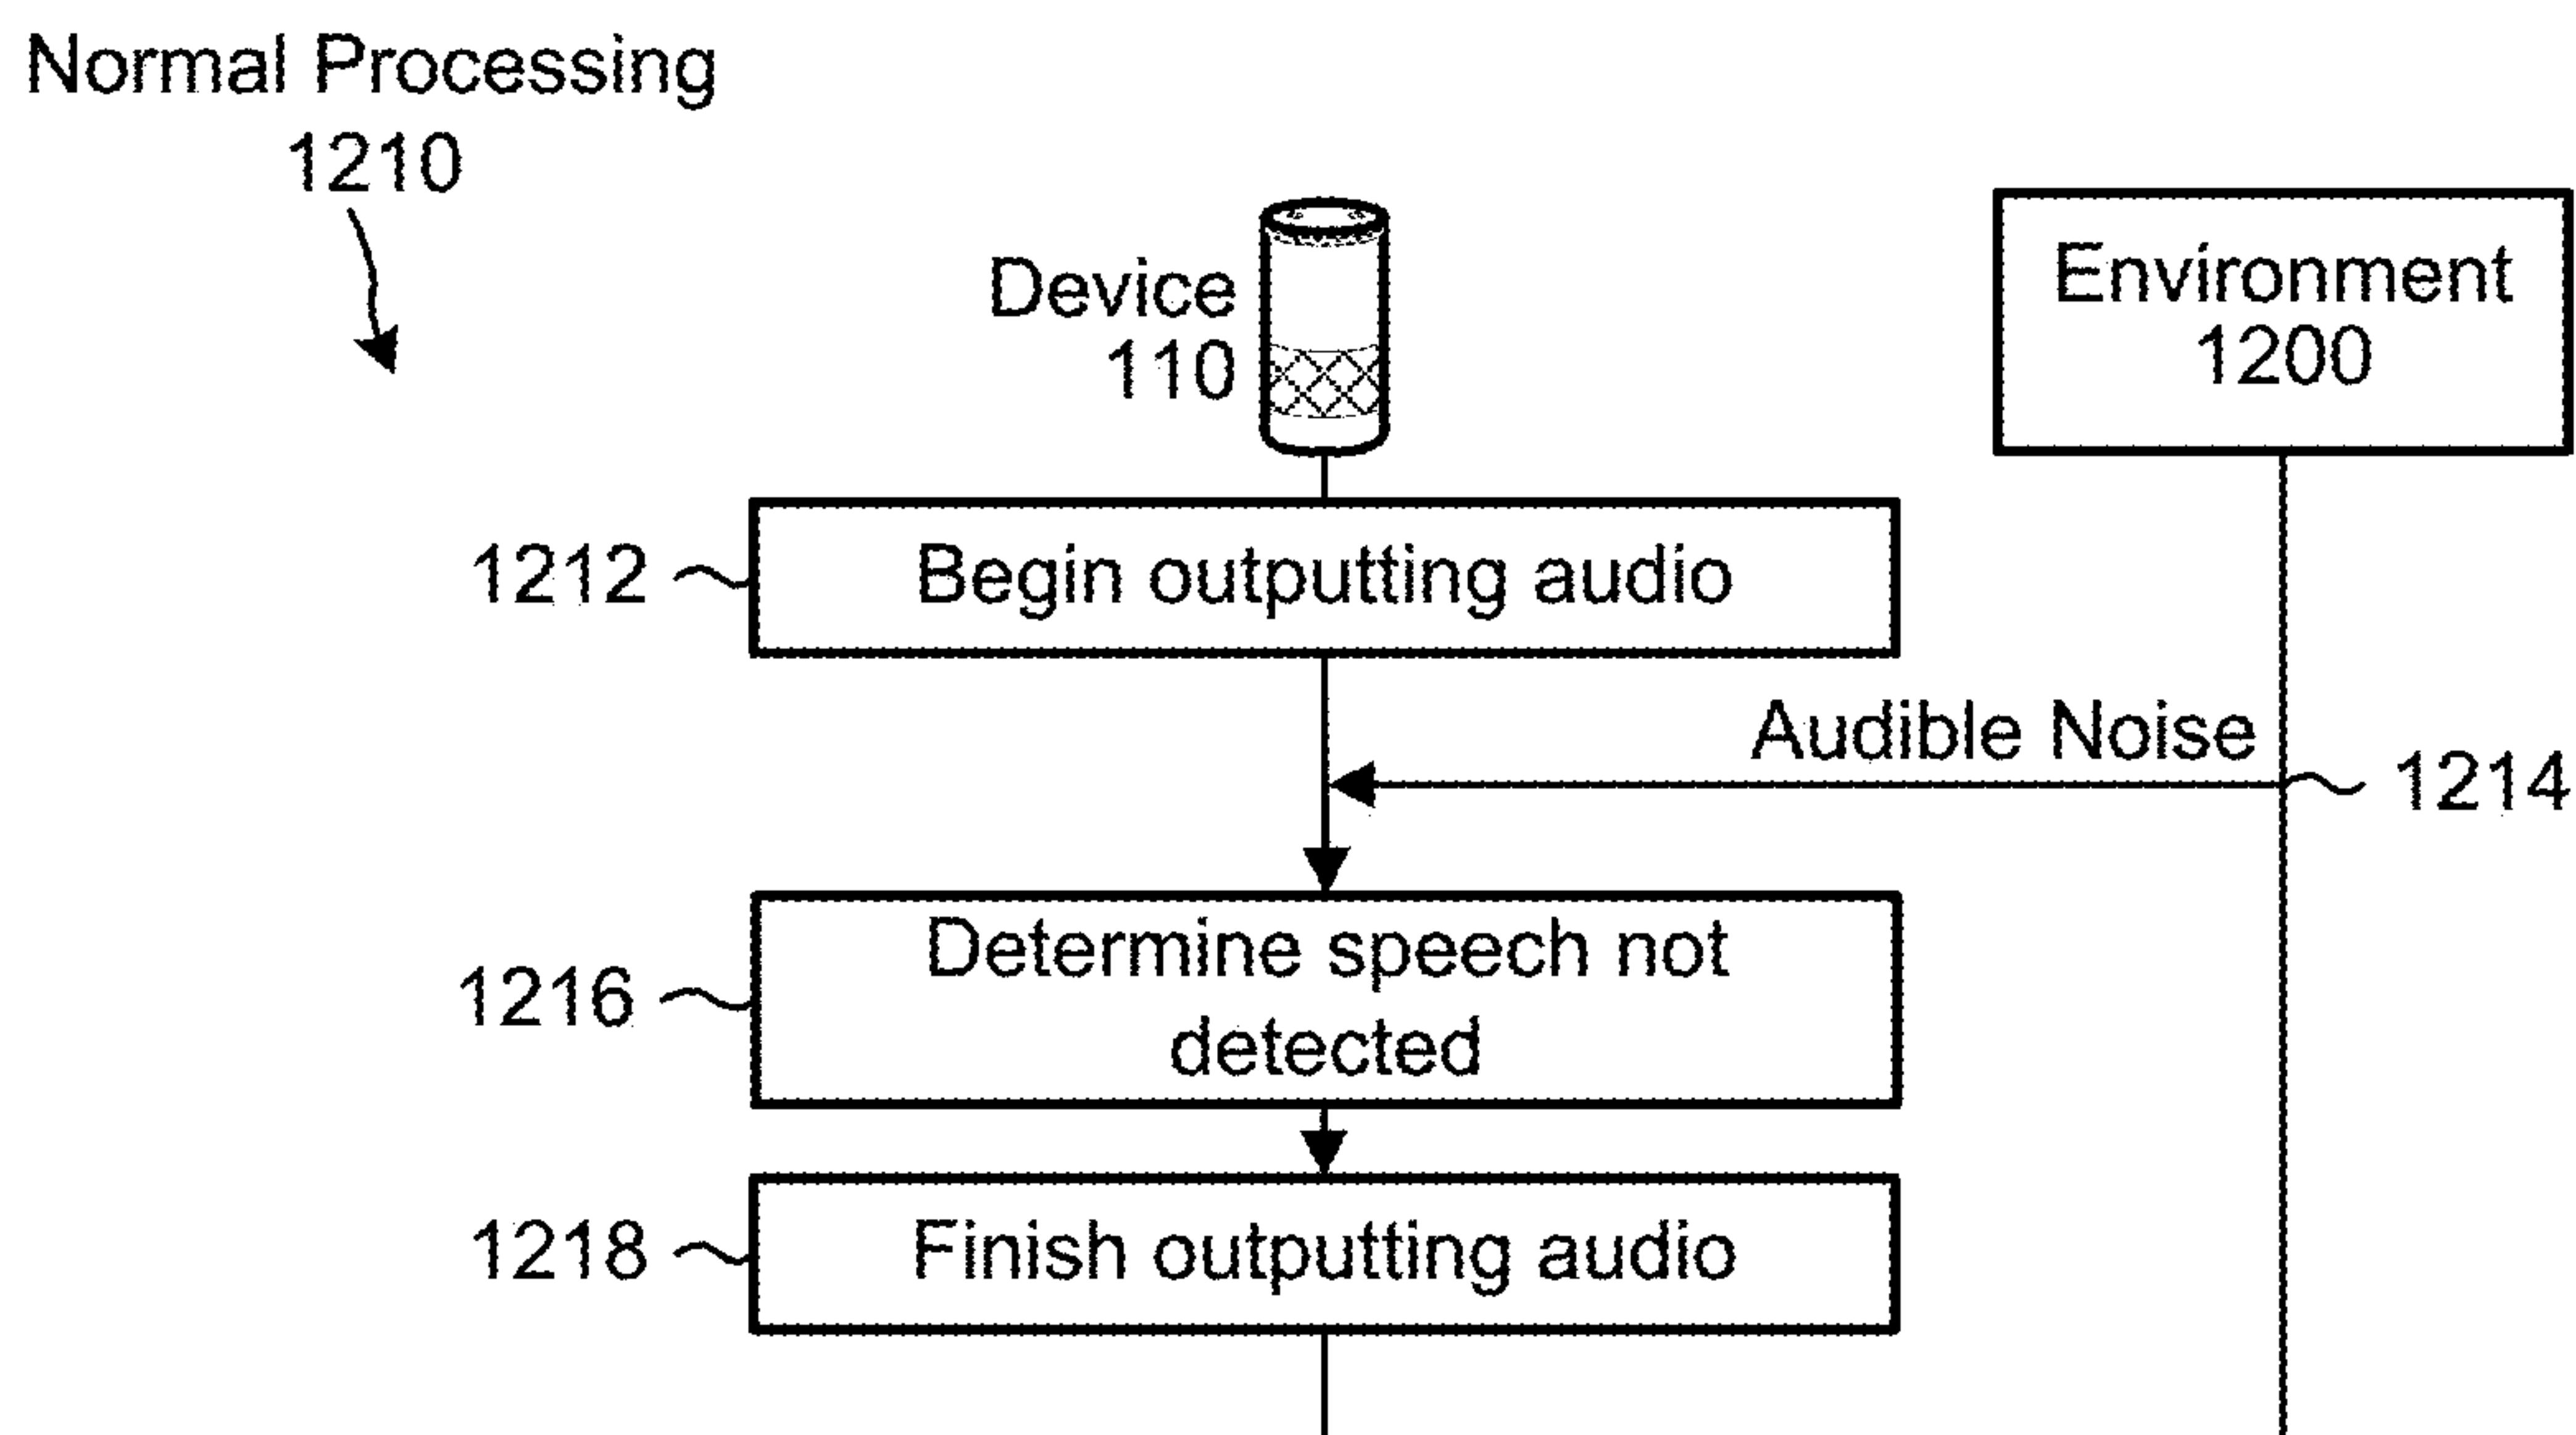 Normal Processing
1210
Device
110
Environment
1200
1212
Begin outputting audio
Audible Noise
1214
1216
Determine speech not
detected
1218
Finish outputting audio